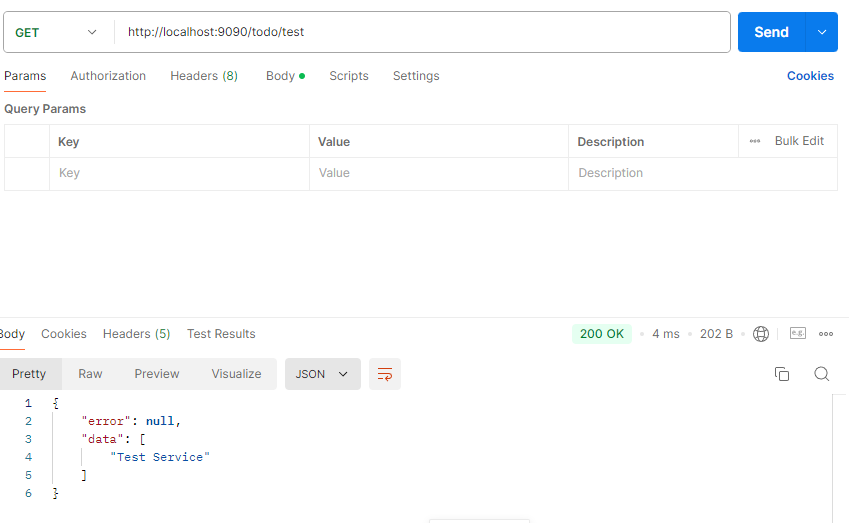 GET http://localhost:9090/todo/test Send
Params Authorization Headers (8) Body Scripts Settings Cookies
Query Params
Key Value Description Bulk Edit
Key Value Description
Body Cookies Headers (5) Test Results 200 OK 4 ms 202 B e.g.
Pretty Raw Preview Visualize JSON
1 {
2 "error": null,
3 "data": [
4 "Test Service"
5 ]
6 }